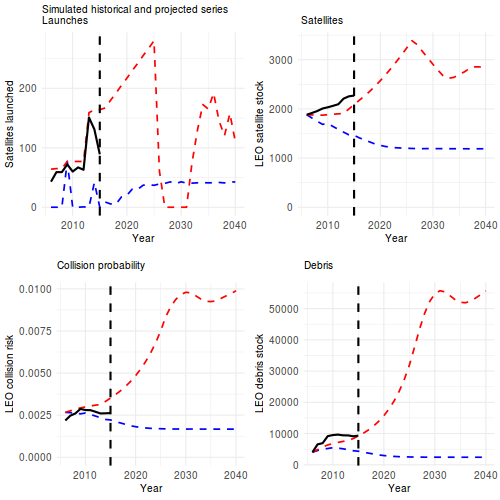 Simulated historical and projected series
Launches
Satellites launched
200
100
0
2010 2020 2030 2040
Year
Satellites
LEO satellite stock
3000
2000
1000
0
2010 2020 2030 2040
Year
Collision probability
LEO collision risk
0.0100
0.0075
0.0050
0.0025
0.0000
2010 2020 2030 2040
Year
Debris
LEO debris stock
50000
40000
30000
20000
10000
0
2010 2020 2030 2040
Year